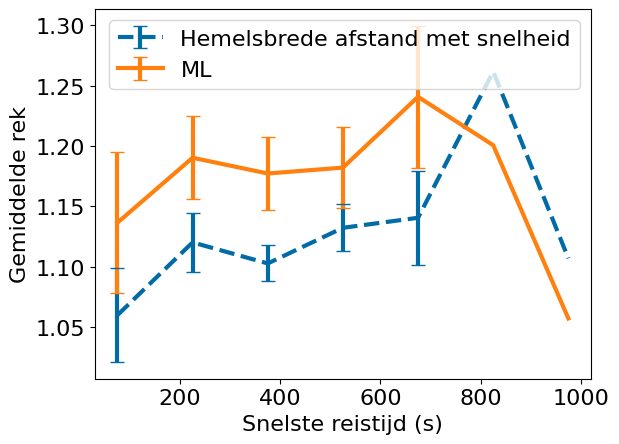 Hemelsbrede afstand met snelheid
ML
Gemiddelde rek
1.30
1.25
1.20
1.15
1.10
1.05
200 400 600 800 1000
Snelste reistijd (s)